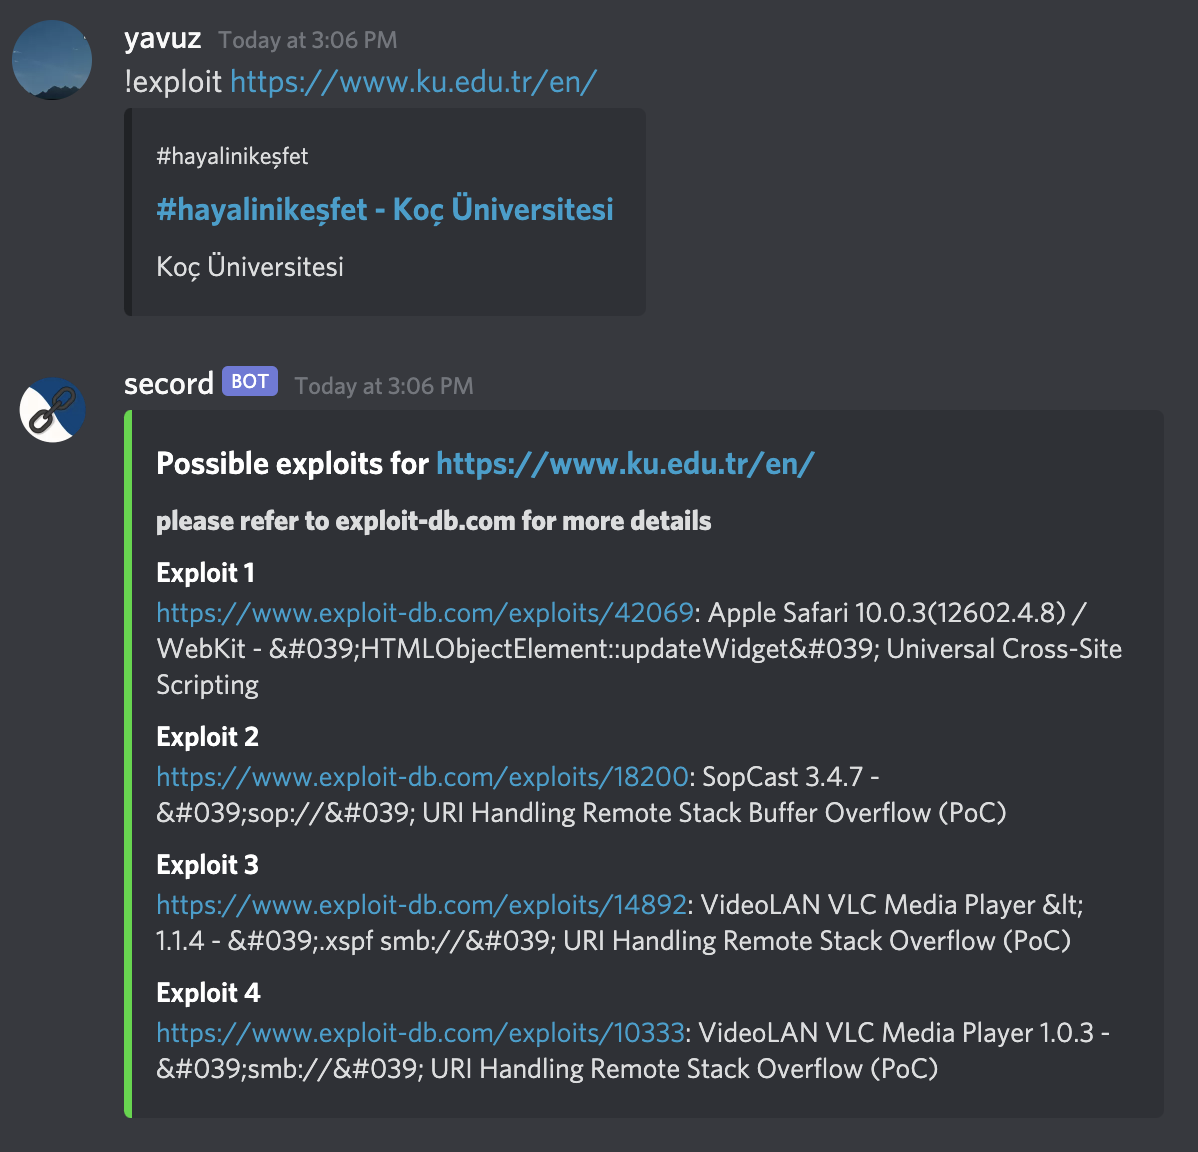 yavuz Today at 3:06 PM
!exploit https://www.ku.edu.tr/en/
#hayalinikeşfet
#hayalinikeşfet - Koç Üniversitesi
Koç Üniversitesi
secord BOT Today at 3:06 PM
Possible exploits for https://www.ku.edu.tr/en/
please refer to exploit-db.com for more details
Exploit 1
https://www.exploit-db.com/exploits/42069: Apple Safari 10.0.3(12602.4.8) /
WebKit - &#039;HTMLObjectElement::updateWidget&#039; Universal Cross-Site
Scripting
Exploit 2
https://www.exploit-db.com/exploits/18200: SopCast 3.4.7 -
&#039;sop://&#039; URI Handling Remote Stack Buffer Overflow (PoC)
Exploit 3
https://www.exploit-db.com/exploits/14892: VideoLAN VLC Media Player &lt;
1.1.4 - &#039;.xspf smb://&#039; URI Handling Remote Stack Overflow (PoC)
Exploit 4
https://www.exploit-db.com/exploits/10333: VideoLAN VLC Media Player 1.0.3 -
&#039;smb://&#039; URI Handling Remote Stack Overflow (PoC)